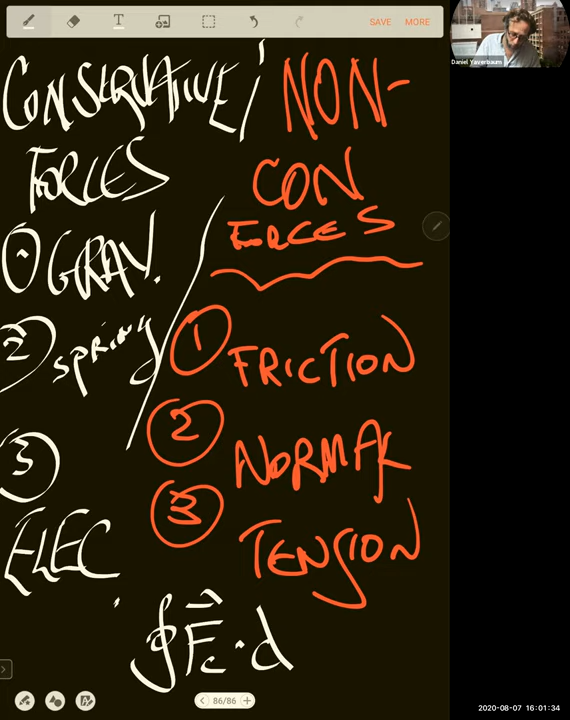 SAVE MORE
Daniel Yaverbaum
CONSERVATIVE
FORCES
① GRAV.
② spring
③
ELEC.
NON-
CON
FORCES
① FRICTION
② NORMAL
③ TENSION
∮F⃗c · d
86/86
2020-08-07 16:01:34